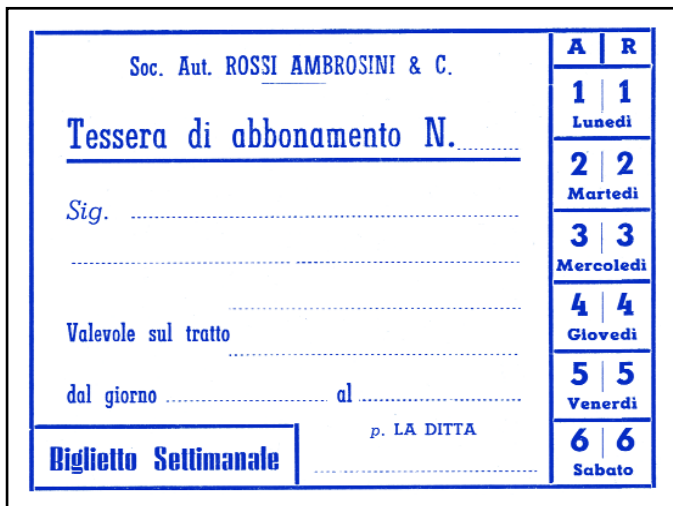 Soc. Aut. ROSSI AMBROSINI & C.
Tessera di abbonamento N.
Sig.
Valevole sul tratto
dal giorno al
p. LA DITTA
Biglietto Settimanale
A R
1 1
Lunedì
2 2
Martedì
3 3
Mercoledì
4 4
Giovedì
5 5
Venerdì
6 6
Sabato